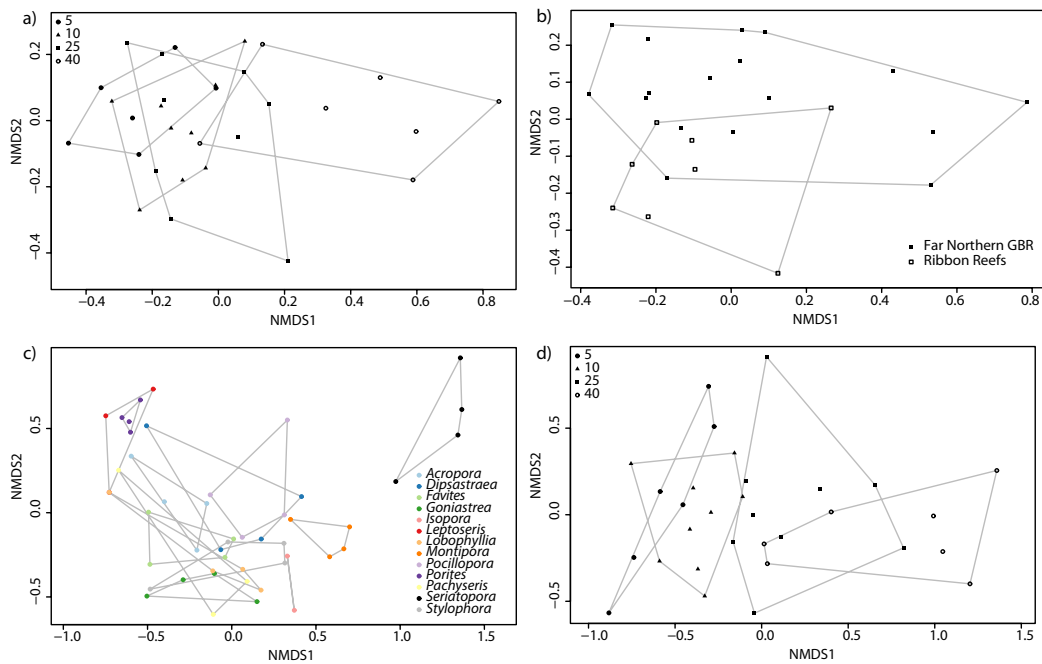 a)
5
10
25
40
0.2
0.0
−0.2
−0.4
NMDS2
−0.4
−0.2
0.0
0.2
0.4
0.6
0.8
NMDS1
b)
0.2
0.1
0.0
−0.1
−0.2
−0.3
−0.4
NMDS2
Far Northern GBR
Ribbon Reefs
−0.4
−0.2
0.0
0.2
0.4
0.6
0.8
NMDS1
c)
0.5
0.0
−0.5
NMDS2
Acropora
Dipsastraea
Favites
Goniastrea
Isopora
Leptoseris
Lobophyllia
Montipora
Pocillopora
Porites
Pachyseris
Seriatopora
Stylophora
−1.0
−0.5
0.0
0.5
1.0
1.5
NMDS1
d)
5
10
25
40
0.5
0.0
−0.5
NMDS2
−1.0
−0.5
0.0
0.5
1.0
1.5
NMDS1